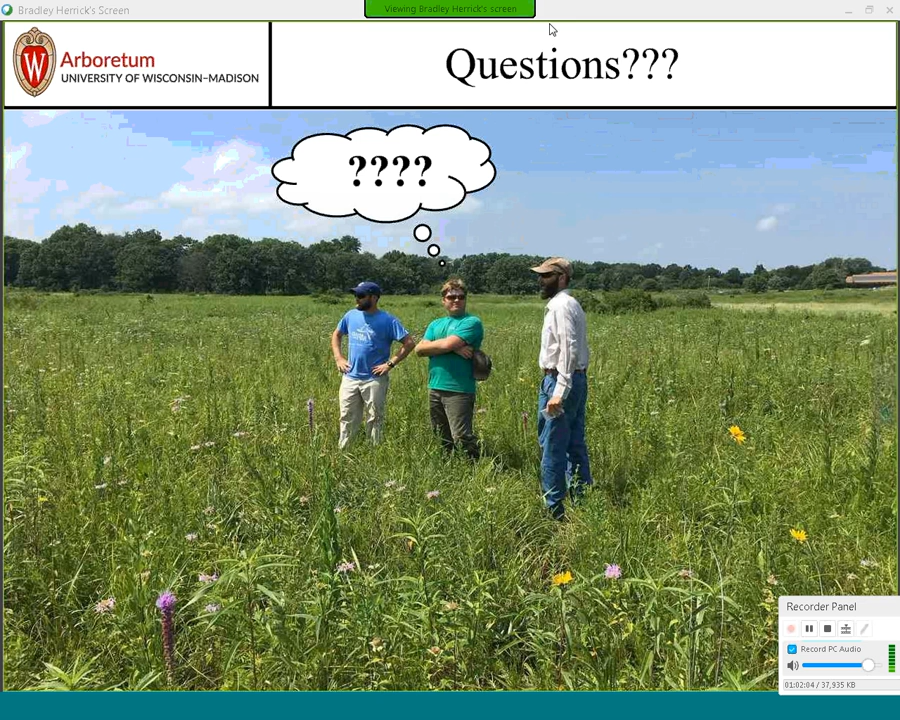 Bradley Herrick's Screen
Viewing Bradley Herrick's screen
W
Arboretum
UNIVERSITY OF WISCONSIN–MADISON
Questions???
????
Recorder Panel
Record PC Audio
01:02:04 / 37,935 KB